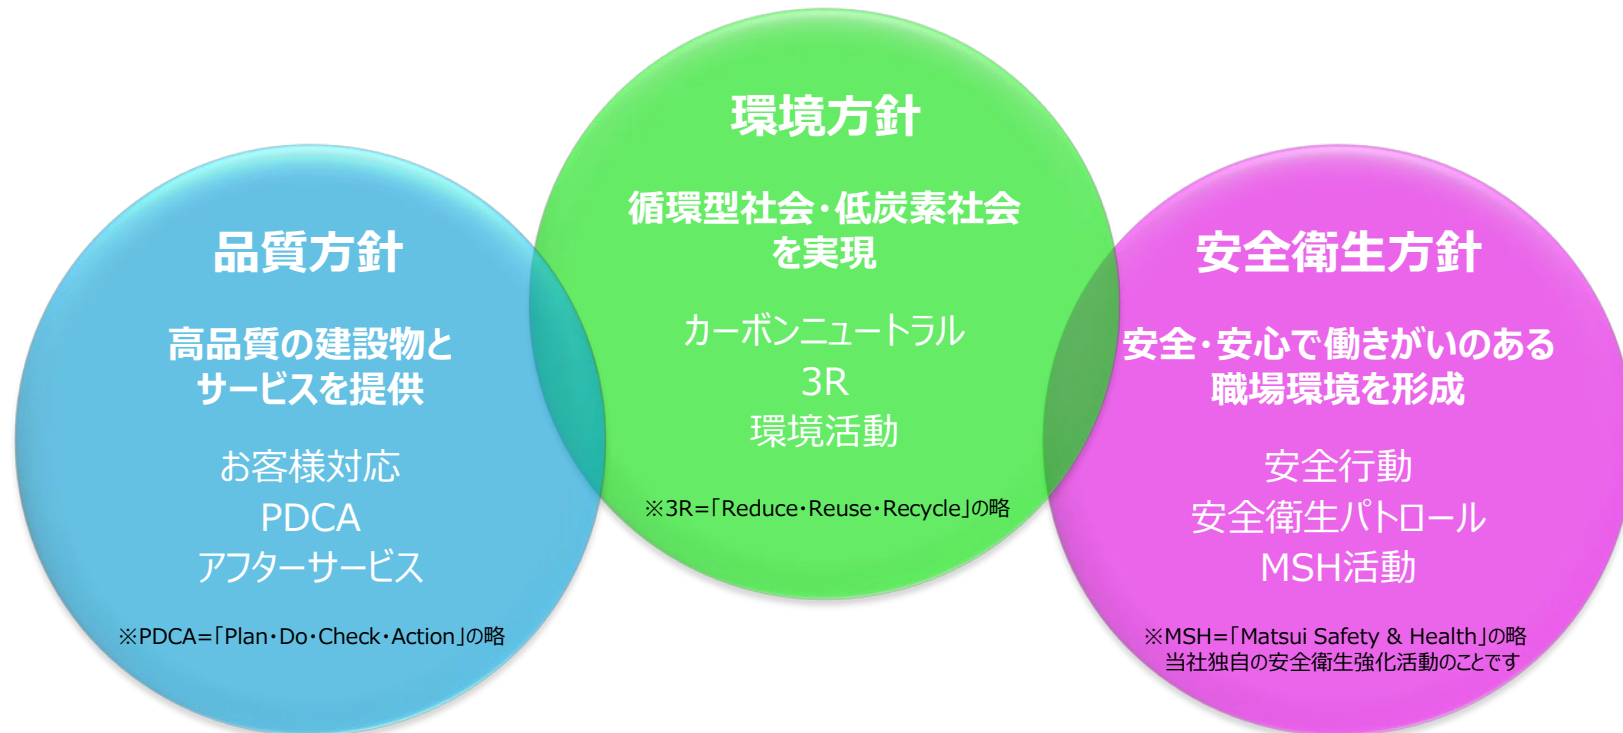 品質方針
高品質の建設物と
サービスを提供
お客様対応
PDCA
アフターサービス
※PDCA=「Plan・Do・Check・Action」の略
環境方針
循環型社会・低炭素社会
を実現
カーボンニュートラル
3R
環境活動
※3R=「Reduce・Reuse・Recycle」の略
安全衛生方針
安全・安心で働きがいのある
職場環境を形成
安全行動
安全衛生パトロール
MSH活動
※MSH=「Matsui Safety & Health」の略
当社独自の安全衛生強化活動のことです